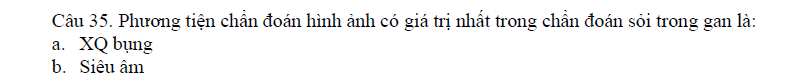 Câu 35. Phương tiện chẩn đoán hình ảnh có giá trị nhất trong chẩn đoán sỏi trong gan là:
a. XQ bụng
b. Siêu âm